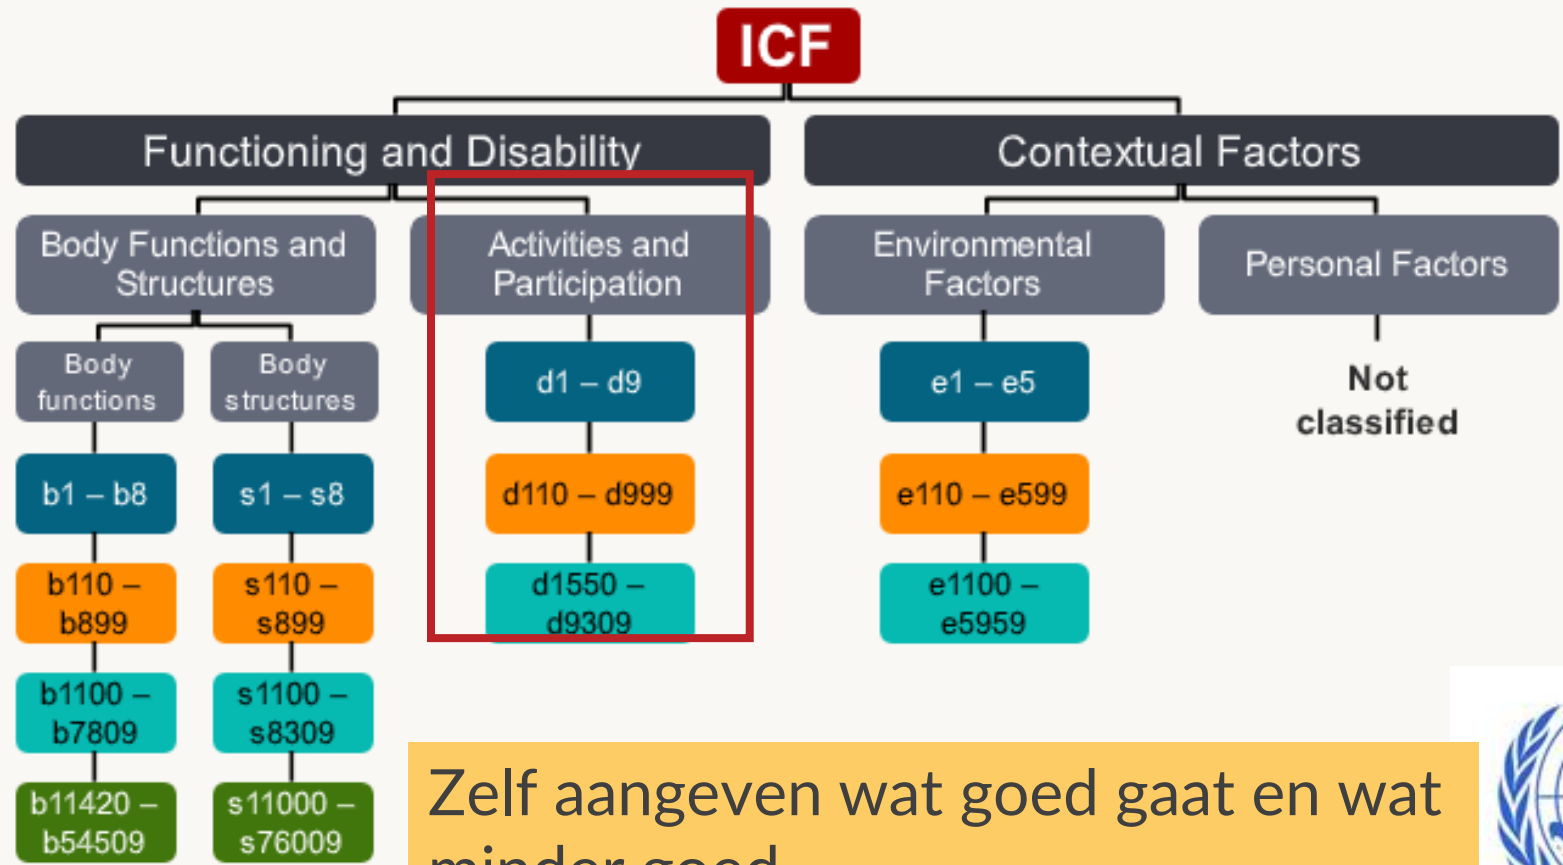 ICF
Functioning and Disability
Contextual Factors
Body Functions and
Structures
Activities and
Participation
Environmental
Factors
Personal Factors
Body
functions
Body
structures
d1 – d9
e1 – e5
Not
classified
b1 – b8
s1 – s8
d110 – d999
e110 – e599
b110 –
b899
s110 –
s899
d1550 –
d9309
e1100 –
e5959
b1100 –
b7809
s1100 –
s8309
b11420 –
b54509
s11000 –
s76009
Zelf aangeven wat goed gaat en wat
minder goed